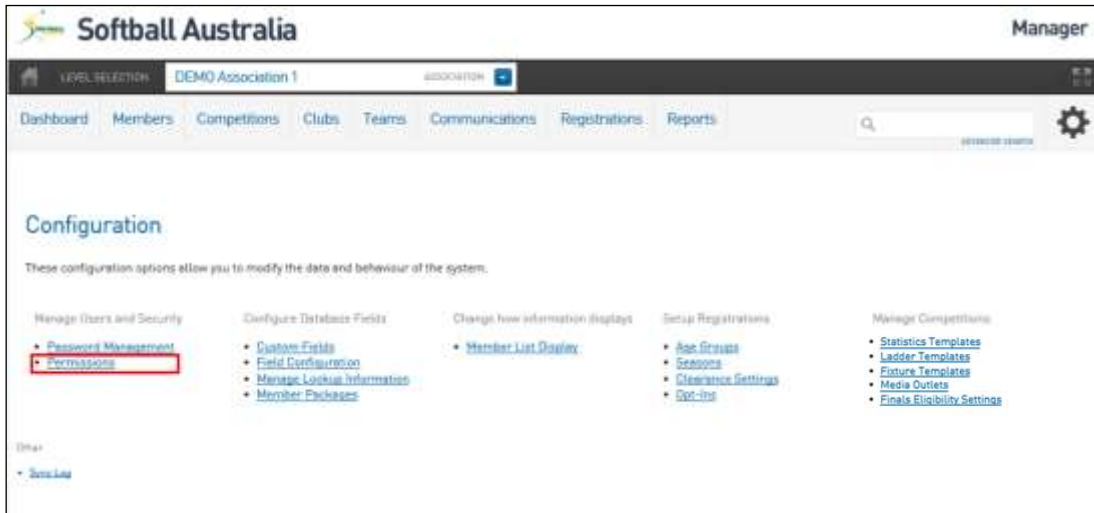 Softball Australia
Manager
LEVEL SELECTION DEMO Association 1 ASSOCIATION
Dashboard Members Competitions Clubs Teams Communications Registrations Reports
ADVANCED SEARCH
Configuration
These configuration options allow you to modify the data and behaviour of the system.
Manage Users and Security
• Password Management
• Permissions
Configure Database Fields
• Custom Fields
• Field Configuration
• Manage Lookup Information
• Member Packages
Change how information displays
• Member List Display
Setup Registrations
• Age Groups
• Seasons
• Clearance Settings
• Opt-Ins
Manage Competitions
• Statistics Templates
• Ladder Templates
• Fixture Templates
• Media Outlets
• Finals Eligibility Settings
Other
• Sync Log